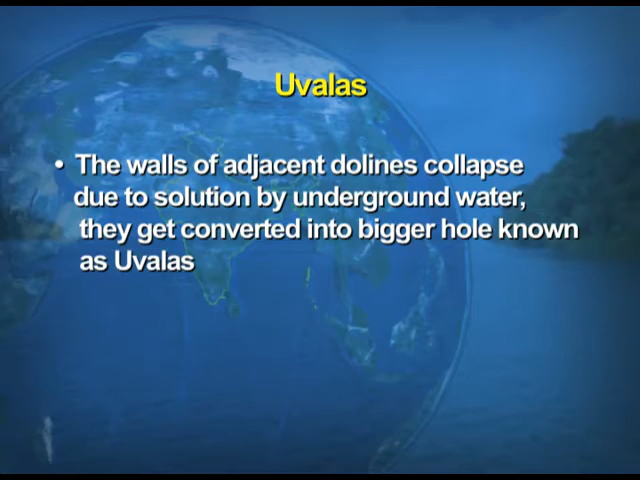 Uvalas
• The walls of adjacent dolines collapse
due to solution by underground water,
they get converted into bigger hole known
as Uvalas